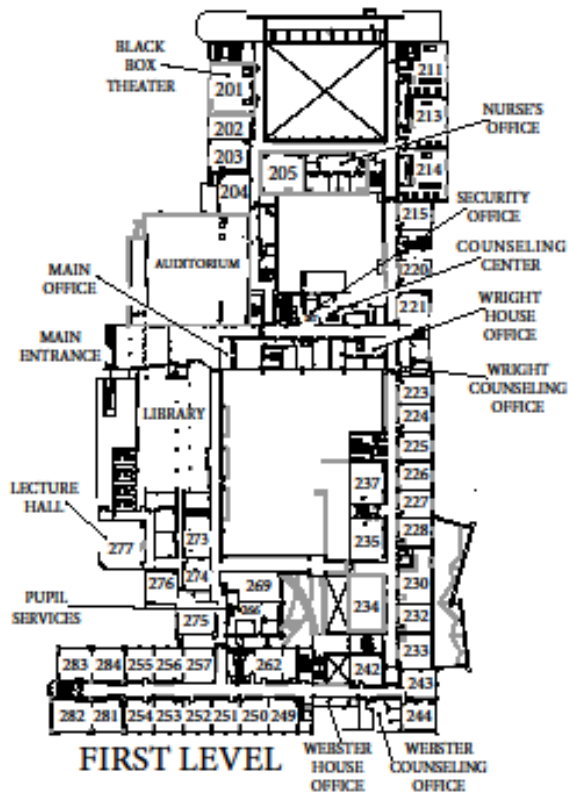 BLACK
BOX
THEATER
201
202
203
204
205
211
213
214
215
220
221
NURSE'S
OFFICE
SECURITY
OFFICE
COUNSELING
CENTER
WRIGHT
HOUSE
OFFICE
WRIGHT
COUNSELING
OFFICE
AUDITORIUM
MAIN
OFFICE
MAIN
ENTRANCE
LIBRARY
223
224
225
226
227
228
237
235
LECTURE
HALL
277
273
274
276
275
269
266
PUPIL
SERVICES
234
230
232
233
242
243
244
283 284 255 256 257 262
282 281 254 253 252 251 250 249
FIRST LEVEL
WEBSTER
HOUSE
OFFICE
WEBSTER
COUNSELING
OFFICE